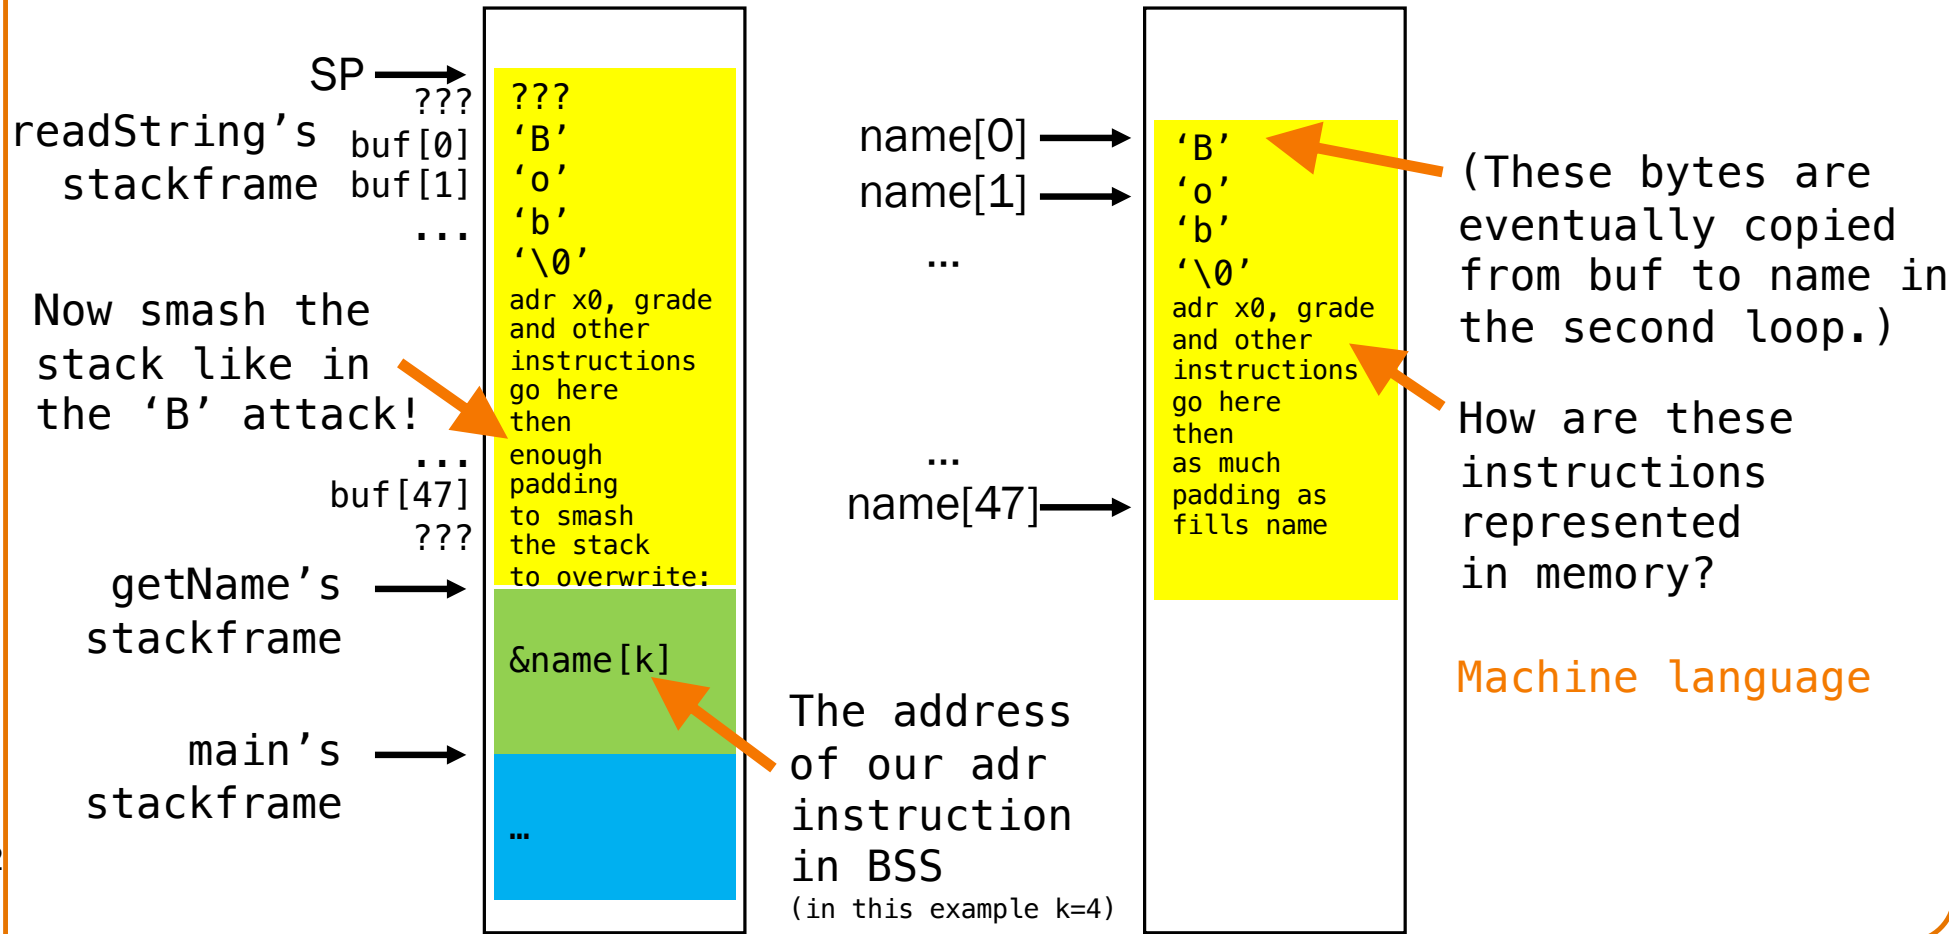 SP
???
readString’s
stackframe
buf[0]
buf[1]
...
Now smash the
stack like in
the ‘B’ attack!
...
buf[47]
???
getName’s
stackframe
main’s
stackframe
???
‘B’
‘o’
‘b’
‘\0’
adr x0, grade
and other
instructions
go here
then
enough
padding
to smash
the stack
to overwrite:
&name[k]
…
name[0]
name[1]
...
...
name[47]
The address
of our adr
instruction
in BSS
(in this example k=4)
‘B’
‘o’
‘b’
‘\0’
adr x0, grade
and other
instructions
go here
then
as much
padding as
fills name
(These bytes are
eventually copied
from buf to name in
the second loop.)
How are these
instructions
represented
in memory?
Machine language